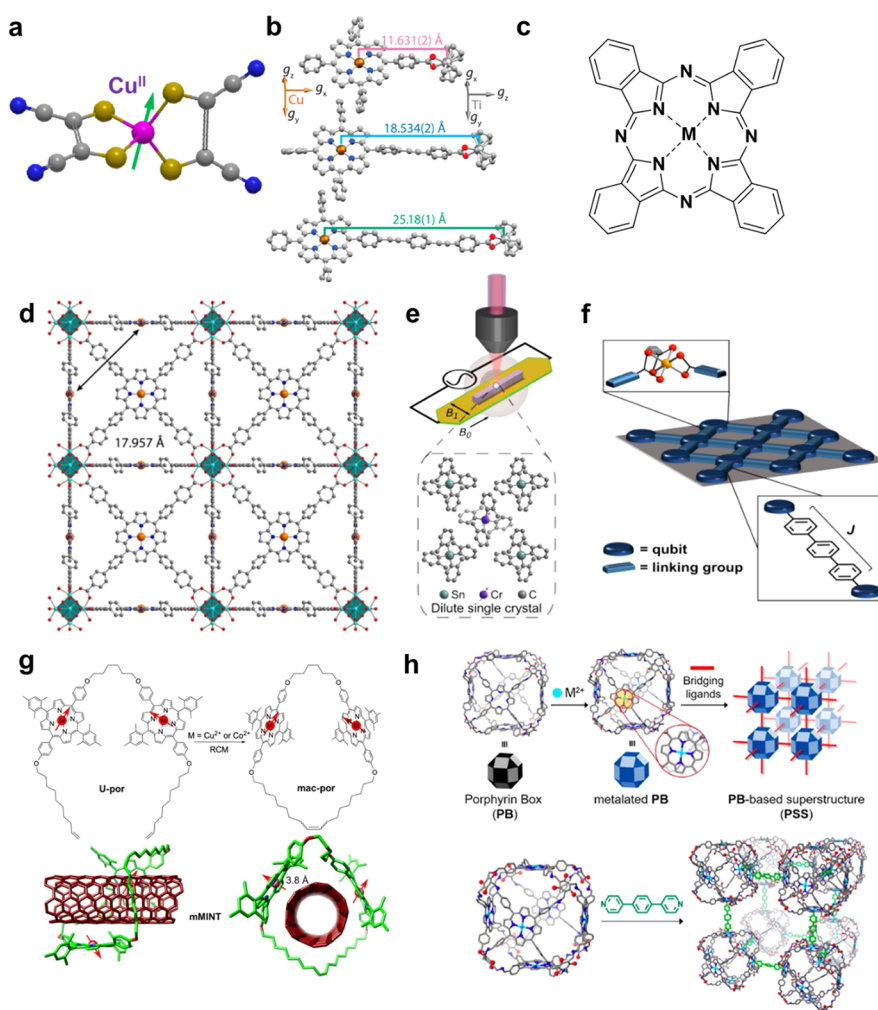 a
Cu^II
b
11.631(2) Å
g_z
Cu
g_x
g_y
g_x
Ti
g_z
g_y
18.534(2) Å
25.18(1) Å
c
N
N
N
N
N
M
N
N
N
d
17.957 Å
e
B_1
B_0
Sn
Cr
C
Dilute single crystal
f
J
= qubit
= linking group
g
M = Cu²⁺ or Co²⁺
RCM
U-por
mac-por
mMINT
3.8 Å
h
M²⁺
Bridging
ligands
Porphyrin Box
(PB)
metalated PB
PB-based superstructure
(PSS)
N
N